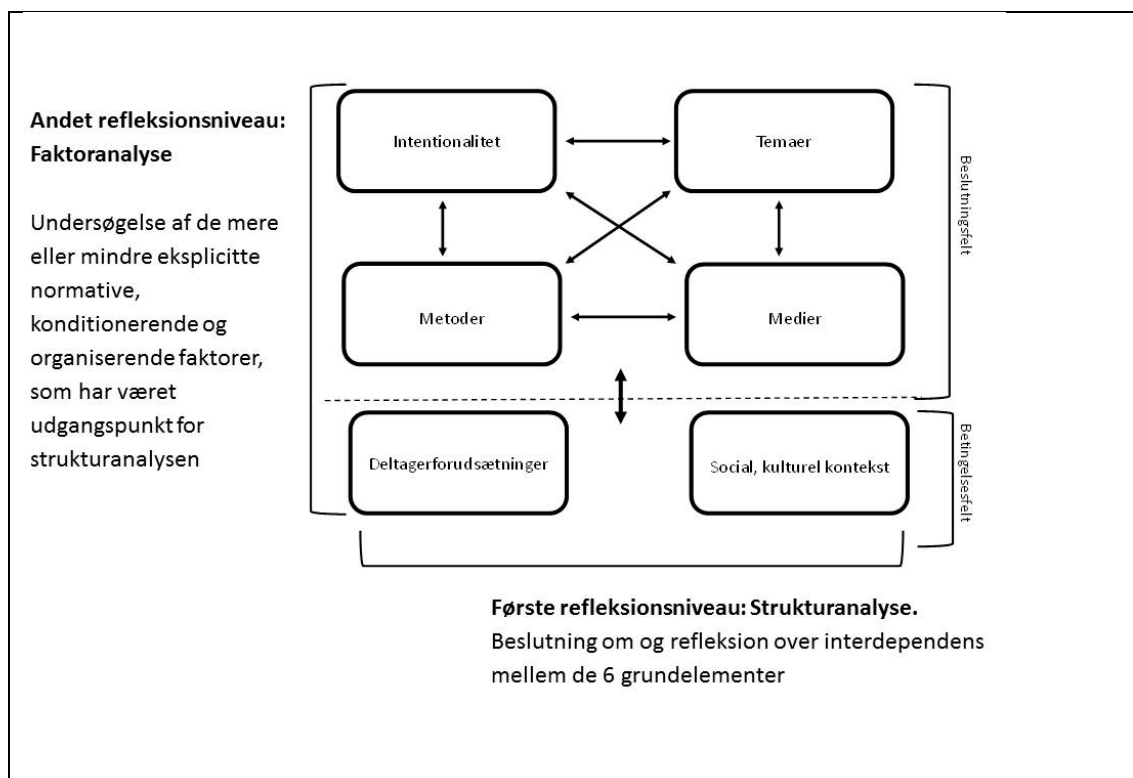 Andet refleksionsniveau:
Faktoranalyse
Undersøgelse af de mere
eller mindre eksplicitte
normative,
konditionerende og
organiserende faktorer,
som har været
udgangspunkt for
strukturanalysen
Intentionalitet
Temaer
Metoder
Medier
Beslutningsfelt
Deltagerforudsætninger
Social, kulturel kontekst
Betingelsesfelt
Første refleksionsniveau: Strukturanalyse.
Beslutning om og refleksion over interdependens
mellem de 6 grundelementer